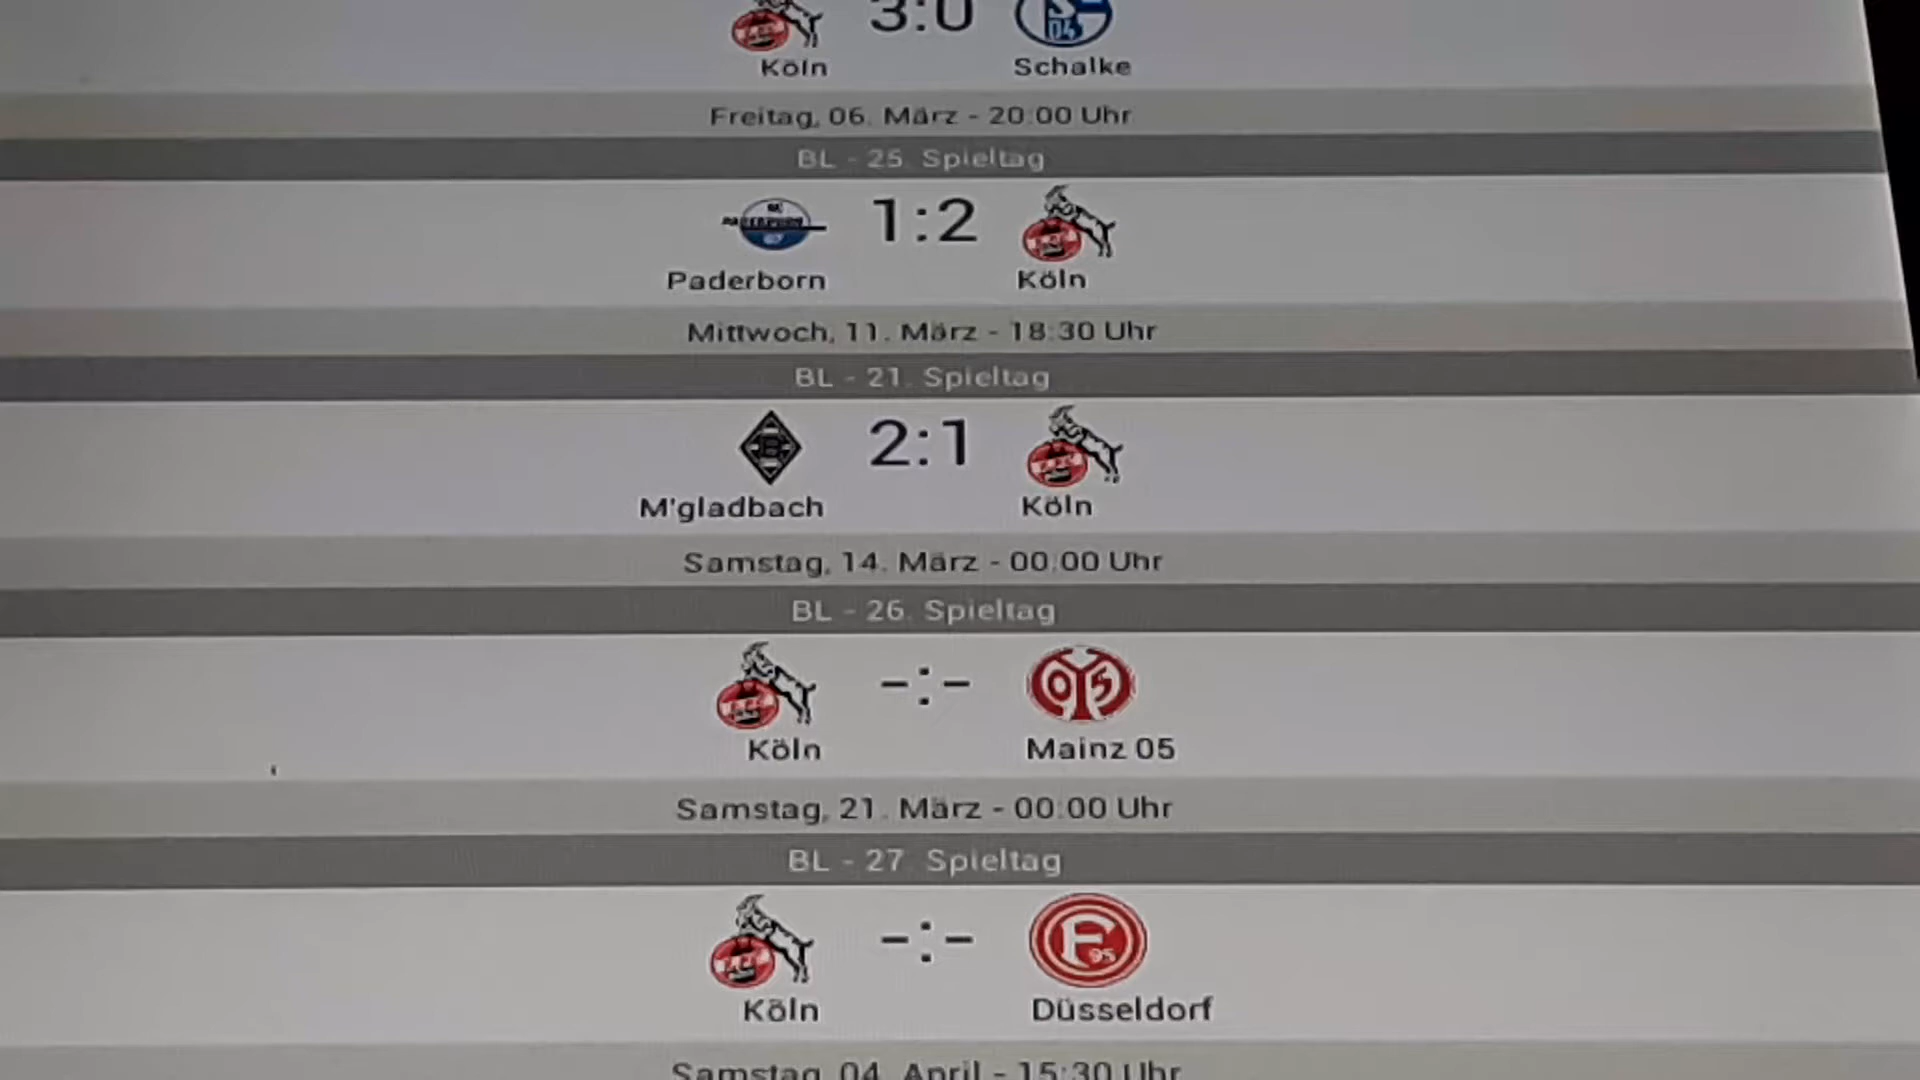 3:0
Köln Schalke
Freitag, 06. März - 20:00 Uhr
BL - 25. Spieltag
1:2
Paderborn Köln
Mittwoch, 11. März - 18:30 Uhr
BL - 21. Spieltag
2:1
M'gladbach Köln
Samstag, 14. März - 00:00 Uhr
BL - 26. Spieltag
-:-
Köln Mainz 05
Samstag, 21. März - 00:00 Uhr
BL - 27. Spieltag
-:-
Köln Düsseldorf
Samstag, 04. April - 15:30 Uhr